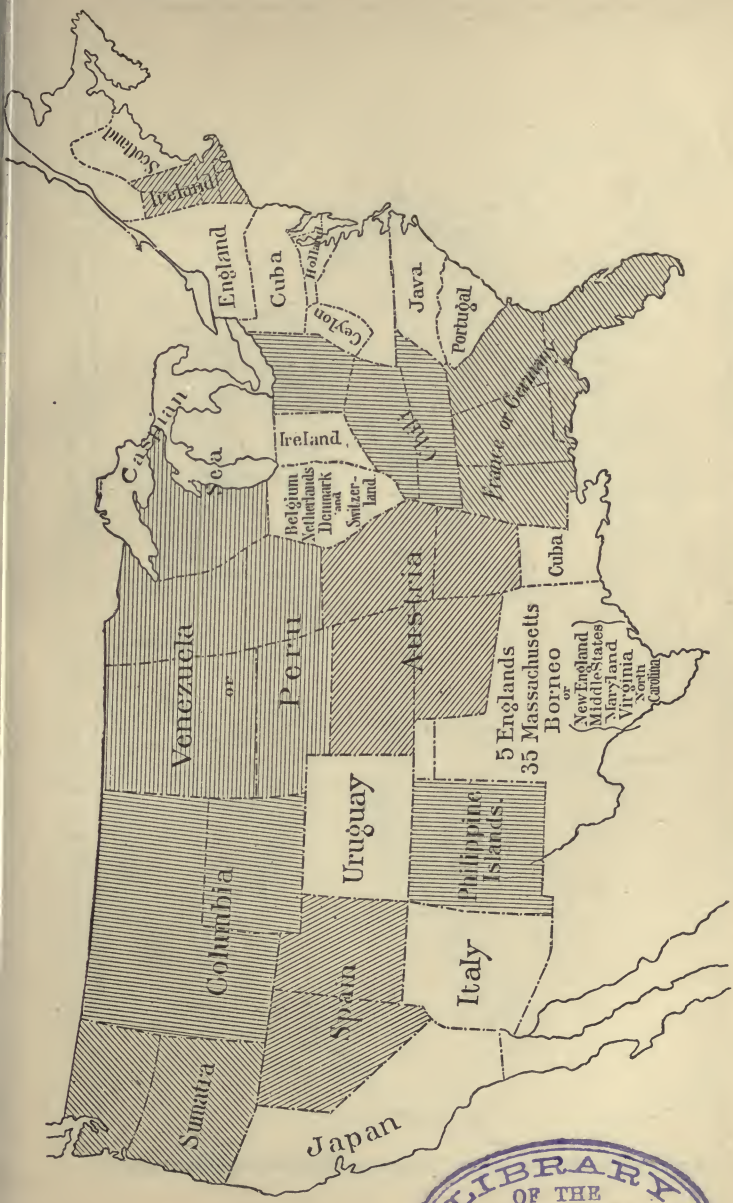 Scotland
Ireland
England
Cuba
Holland
Ceylon
Java
Portugal
Caspian
Sea
Ireland
Chili
France or Germany
Belgium
Netherlands
Denmark
and
Switzer-
land.
Venezuela
or
Peru
Austria
Cuba
5 Englands
35 Massachusetts
Borneo
or
New England
Middle States
Maryland
Virginia
North
Carolina
Columbia
Uruguay
Philippine
Islands.
Sumatra
Spain
Italy
Japan
LIBRARY
OF THE